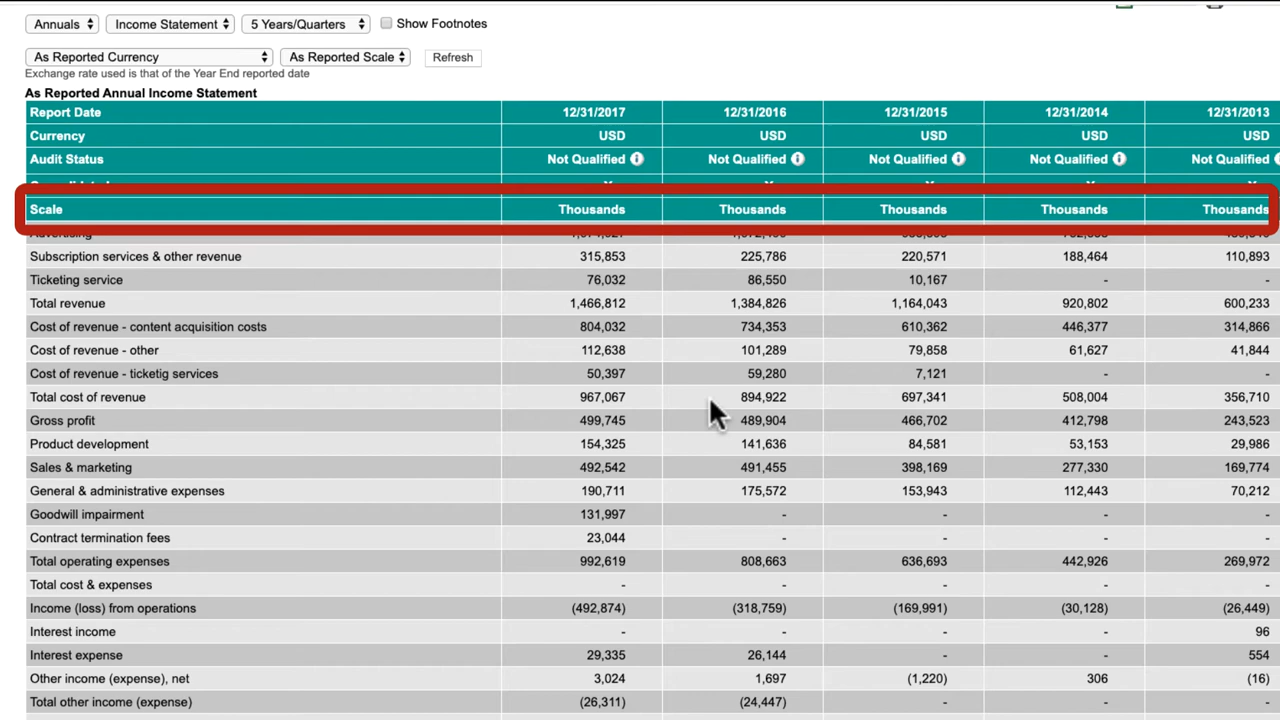 Annuals Income Statement 5 Years/Quarters Show Footnotes
As Reported Currency As Reported Scale Refresh
Exchange rate used is that of the Year End reported date
As Reported Annual Income Statement
Report Date 12/31/2017 12/31/2016 12/31/2015 12/31/2014 12/31/2013
Currency USD USD USD USD USD
Audit Status Not Qualified Not Qualified Not Qualified Not Qualified Not Qualified
Scale Thousands Thousands Thousands Thousands Thousands
Advertising
Subscription services & other revenue 315,853 225,786 220,571 188,464 110,893
Ticketing service 76,032 86,550 10,167 - -
Total revenue 1,466,812 1,384,826 1,164,043 920,802 600,233
Cost of revenue - content acquisition costs 804,032 734,353 610,362 446,377 314,866
Cost of revenue - other 112,638 101,289 79,858 61,627 41,844
Cost of revenue - ticketig services 50,397 59,280 7,121 - -
Total cost of revenue 967,067 894,922 697,341 508,004 356,710
Gross profit 499,745 489,904 466,702 412,798 243,523
Product development 154,325 141,636 84,581 53,153 29,986
Sales & marketing 492,542 491,455 398,169 277,330 169,774
General & administrative expenses 190,711 175,572 153,943 112,443 70,212
Goodwill impairment 131,997 - - - -
Contract termination fees 23,044 - - - -
Total operating expenses 992,619 808,663 636,693 442,926 269,972
Total cost & expenses - - - - -
Income (loss) from operations (492,874) (318,759) (169,991) (30,128) (26,449)
Interest income - - - - 96
Interest expense 29,335 26,144 - - 554
Other income (expense), net 3,024 1,697 (1,220) 306 (16)
Total other income (expense) (26,311) (24,447) - - -